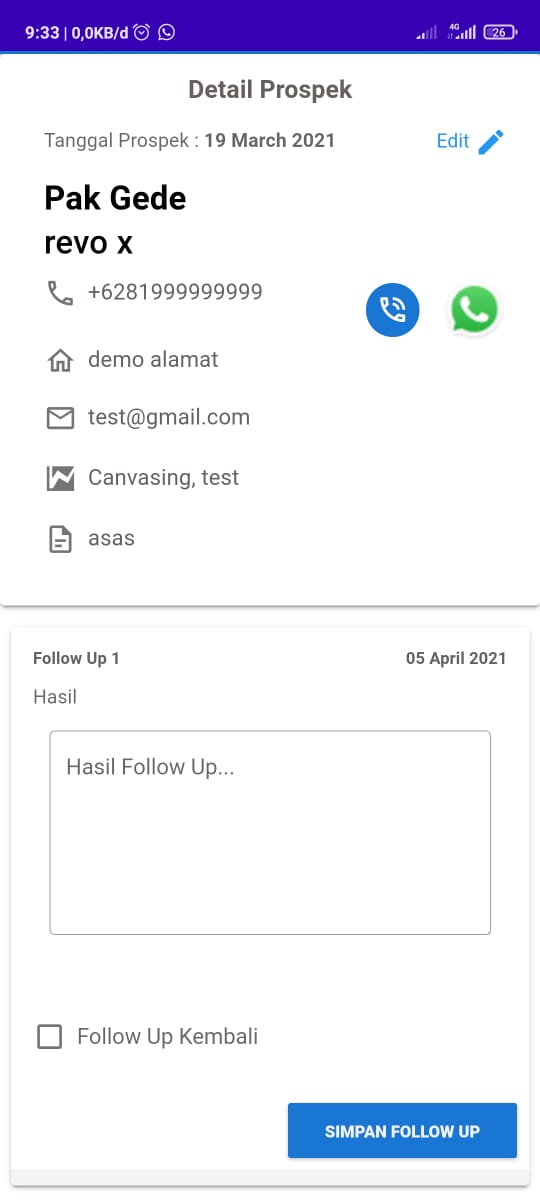 9:33 | 0,0KB/d
4G
26
Detail Prospek
Tanggal Prospek : 19 March 2021
Edit
Pak Gede
revo x
+6281999999999
demo alamat
test@gmail.com
Canvasing, test
asas
Follow Up 1
05 April 2021
Hasil
Hasil Follow Up...
Follow Up Kembali
SIMPAN FOLLOW UP